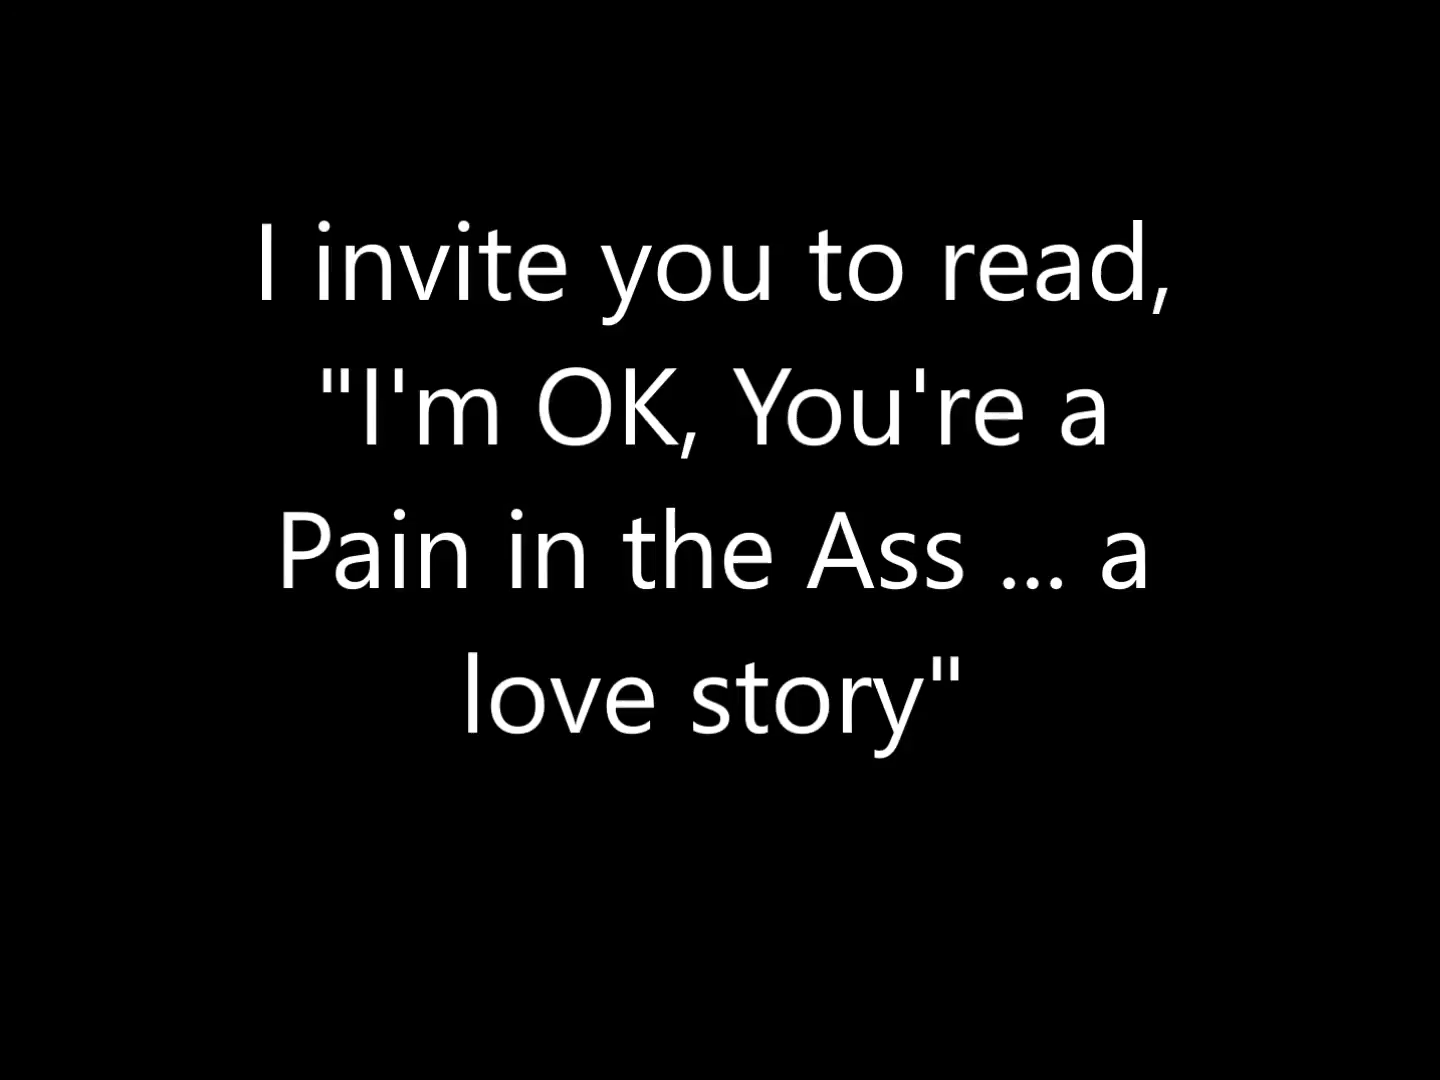 I invite you to read,
"I'm OK, You're a
Pain in the Ass ... a
love story"